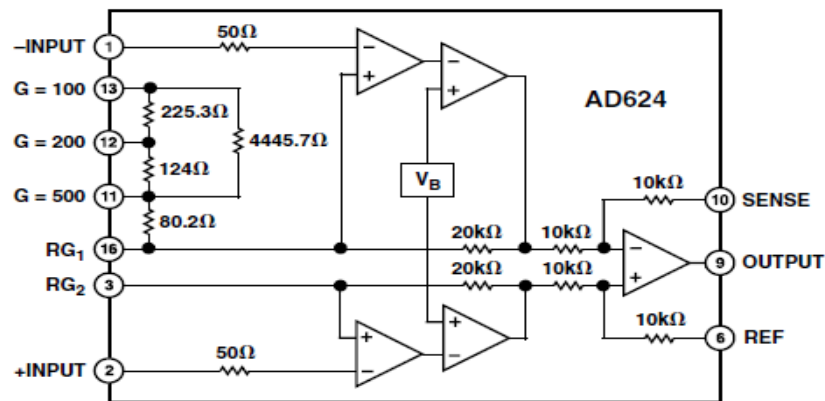 –INPUT 1 50Ω – +
G = 100 13 – +
225.3Ω AD624
G = 200 12 4445.7Ω
124Ω VB
G = 500 11 10kΩ 10 SENSE
80.2Ω
RG1 16 20kΩ 10kΩ –
RG2 3 20kΩ 10kΩ + 9 OUTPUT
+ + 10kΩ 6 REF
+INPUT 2 50Ω – –